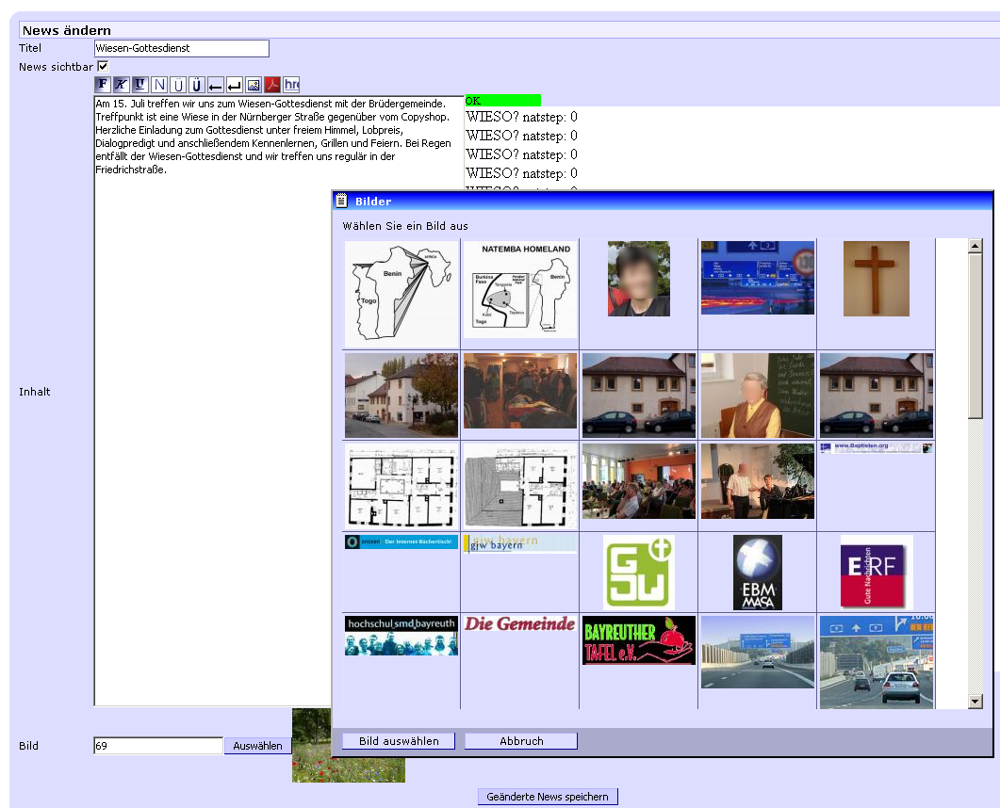 News ändern
Titel
Wiesen-Gottesdienst
News sichtbar
F K U N Ü Ü
Am 15. Juli treffen wir uns zum Wiesen-Gottesdienst mit der Brüdergemeinde.
Treffpunkt ist eine Wiese in der Nürnberger Straße gegenüber vom Copyshop.
Herzliche Einladung zum Gottesdienst unter freiem Himmel, Lobpreis,
Dialogpredigt und anschließendem Kennenlernen, Grillen und Feiern. Bei Regen
entfällt der Wiesen-Gottesdienst und wir treffen uns regulär in der
Friedrichstraße.
OK
WIESO? natstep: 0
WIESO? natstep: 0
WIESO? natstep: 0
WIESO? natstep: 0
WIESO? natstep: 0
Bilder
Wählen Sie ein Bild aus
AFRICA
Benin
Togo
NATEMBA HOMELAND
Burkina
Faso
Benin
Togo
www.Baptisten.org
Der Internet-Büchertisch!
gjw bayern
gjw bayern
GJW
EBM
MASA
ERF
Gute Nachrichten
hochschul smd bayreuth
Die Gemeinde
BAYREUTHER
TAFEL e.V.
Inhalt
Bild auswählen
Abbruch
Bild
69
Auswählen
Geänderte News speichern